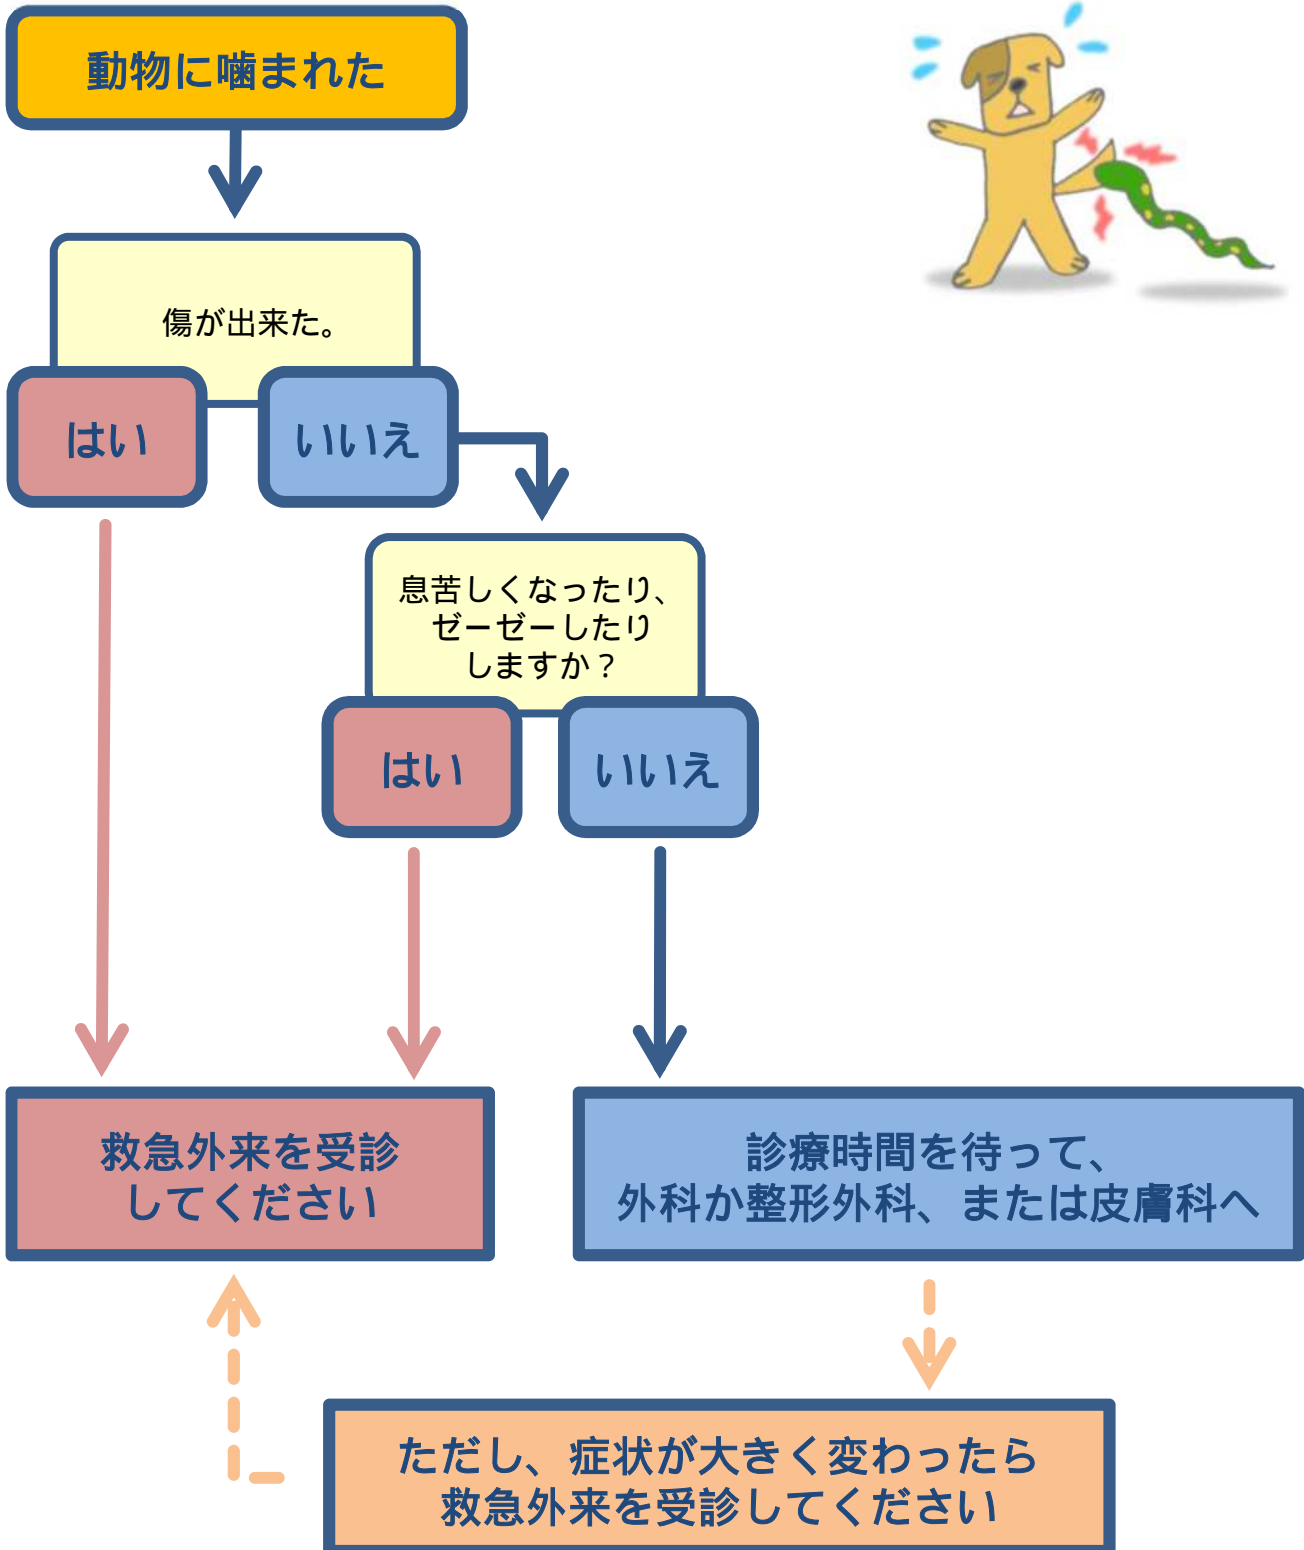 動物に噛まれた
傷が出来た。
はい
いいえ
息苦しくなったり、
ゼーゼーしたり
しますか？
はい
いいえ
救急外来を受診
してください
診療時間を待って、
外科か整形外科、または皮膚科へ
ただし、症状が大きく変わったら
救急外来を受診してください